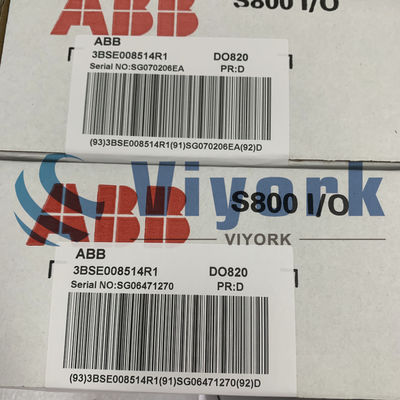 S800 I/O
ABB
3BSE008514R1 DO820
Serial NO:SG070206EA PR:D
(93)3BSE008514R1(91)SG070206EA(92)D
ABB S800 I/O
Viyork
VIYORK
ABB
3BSE008514R1 DO820
Serial NO:SG06471270 PR:D
(93)3BSE008514R1(91)SG06471270(92)D